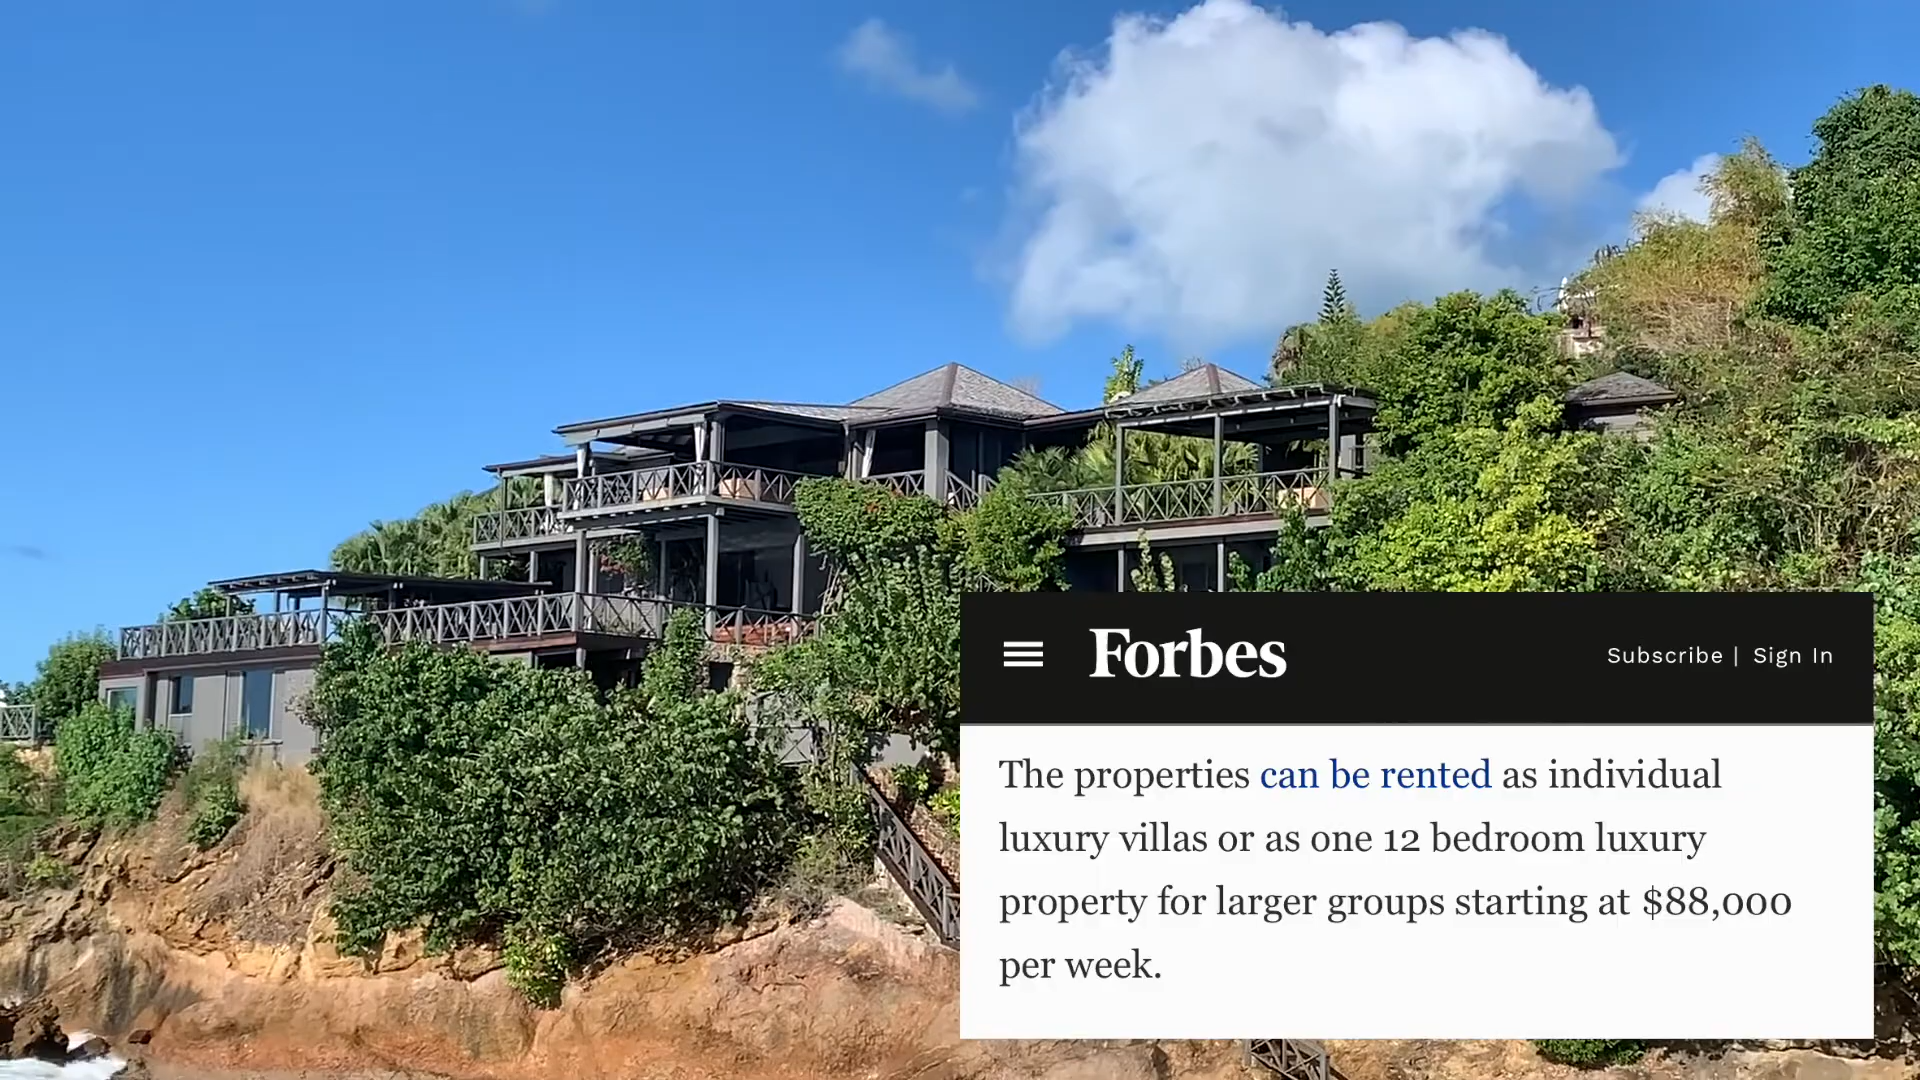 Forbes
Subscribe | Sign In
The properties can be rented as individual
luxury villas or as one 12 bedroom luxury
property for larger groups starting at $88,000
per week.